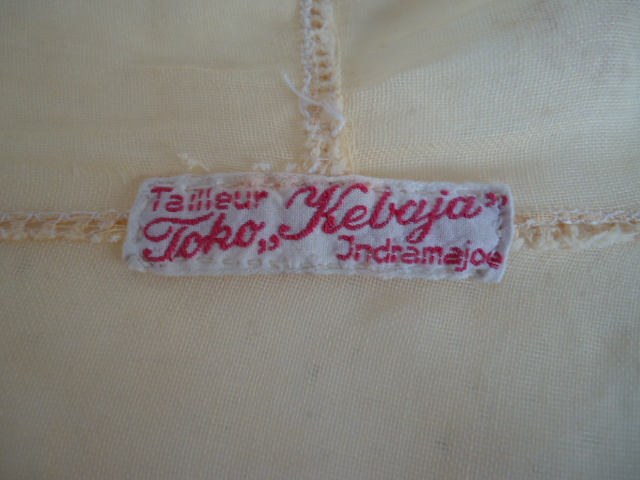 Tailleur
Toko „Kebaja”
Indramajoe